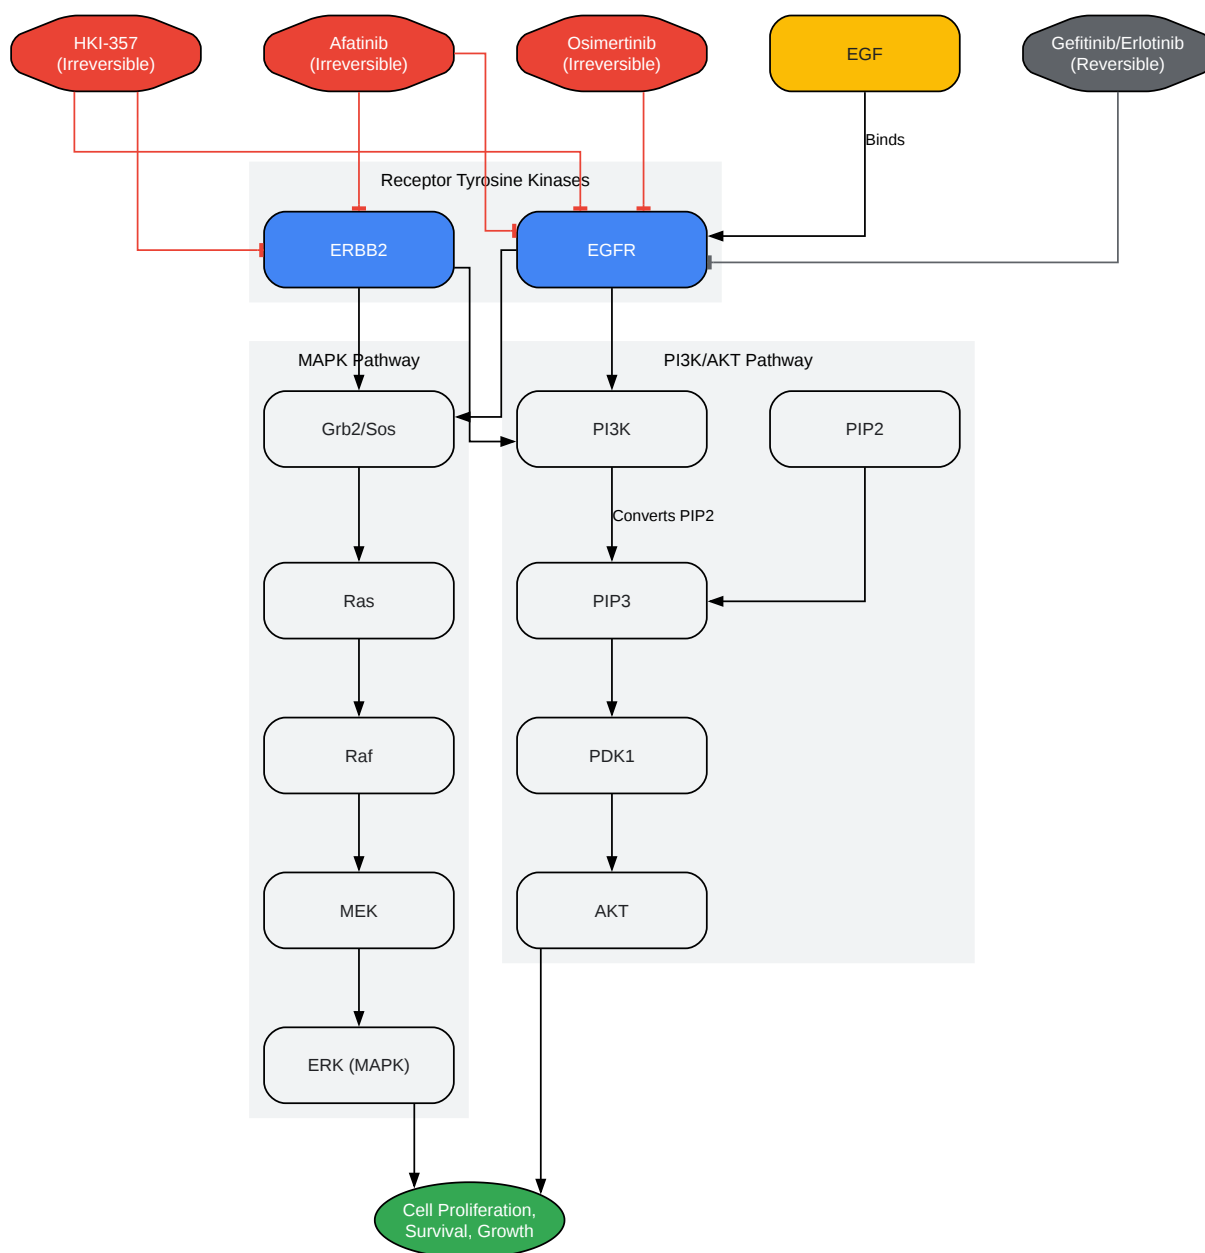 HKI-357
(Irreversible)
Afatinib
(Irreversible)
Osimertinib
(Irreversible)
EGF
Gefitinib/Erlotinib
(Reversible)
Binds
Receptor Tyrosine Kinases
ERBB2
EGFR
MAPK Pathway
PI3K/AKT Pathway
Grb2/Sos
PI3K
PIP2
Converts PIP2
Ras
PIP3
Raf
PDK1
MEK
AKT
ERK (MAPK)
Cell Proliferation,
Survival, Growth